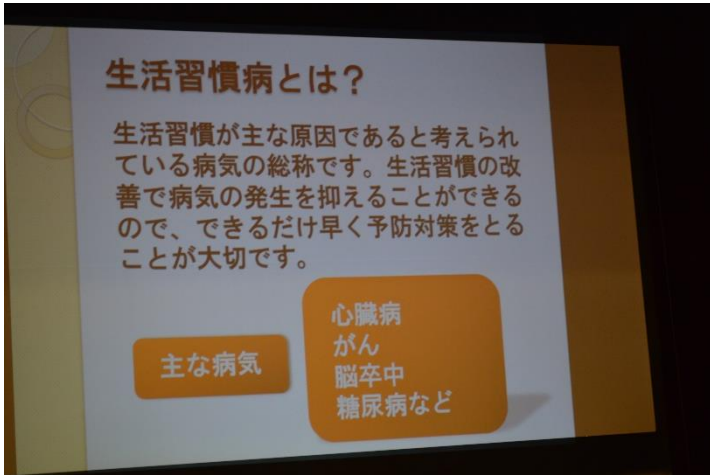 生活習慣病とは？
生活習慣が主な原因であると考えられ
ている病気の総称です。生活習慣の改
善で病気の発生を抑えることができる
ので、できるだけ早く予防対策をとる
ことが大切です。
主な病気
心臓病
がん
脳卒中
糖尿病など